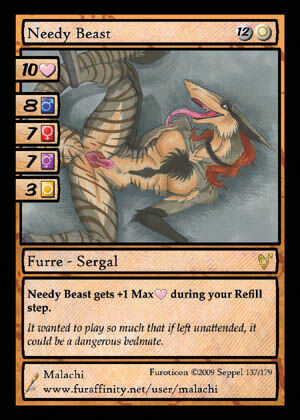 Needy Beast 12
10
8
7
7
3
Furre - Sergal
Needy Beast gets +1 Max during your Refill
step.
It wanted to play so much that if left unattended, it
could be a dangerous bedmate.
Malachi Furoticon ©2009 Seppel 137/179
www.furaffinity.net/user/malachi